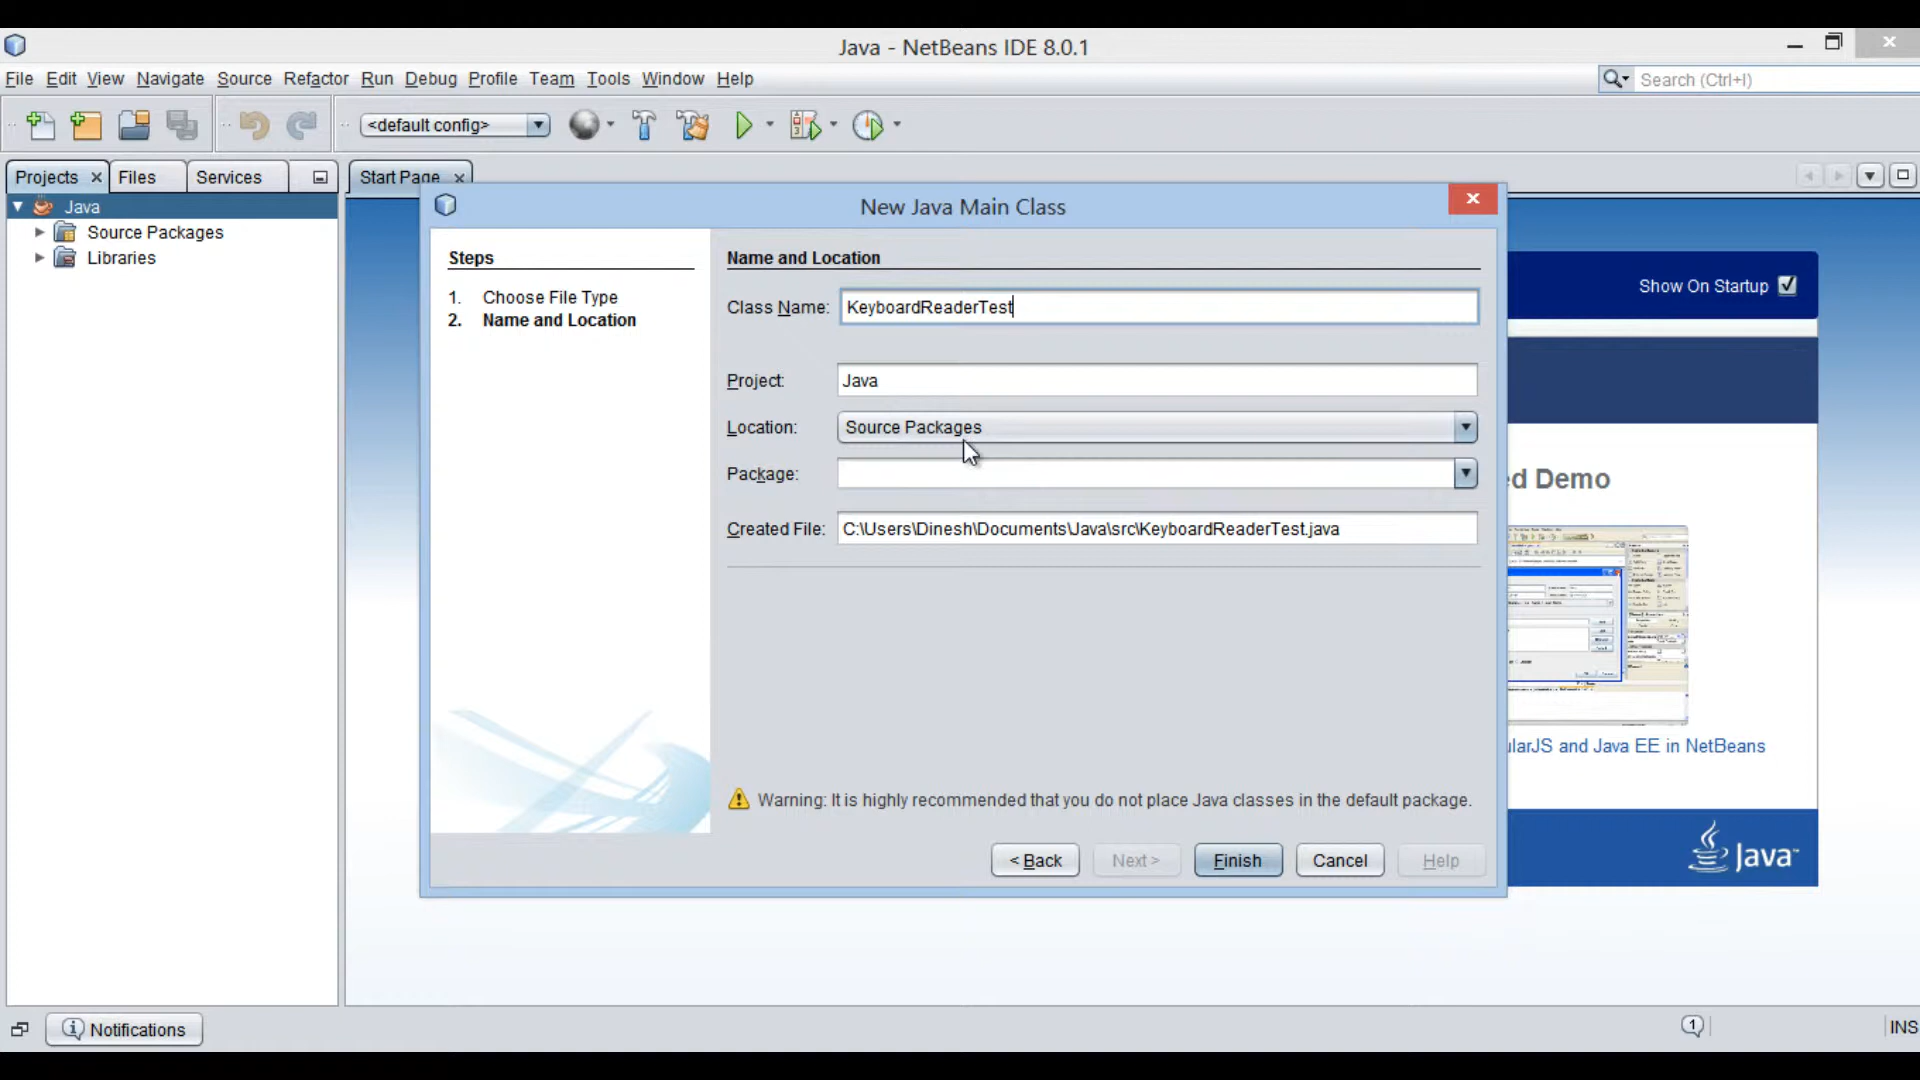 Java - NetBeans IDE 8.0.1
File Edit View Navigate Source Refactor Run Debug Profile Team Tools Window Help
Search (Ctrl+I)
<default config>
Projects Files Services
Start Page
Java
Source Packages
Libraries
New Java Main Class
Steps
1. Choose File Type
2. Name and Location
Name and Location
Class Name: KeyboardReaderTest
Project: Java
Location: Source Packages
Package:
Created File: C:\Users\Dinesh\Documents\Java\src\KeyboardReaderTest.java
Warning: It is highly recommended that you do not place Java classes in the default package.
< Back Next > Finish Cancel Help
Show On Startup
d Demo
larJS and Java EE in NetBeans
Java™
Notifications
1
INS